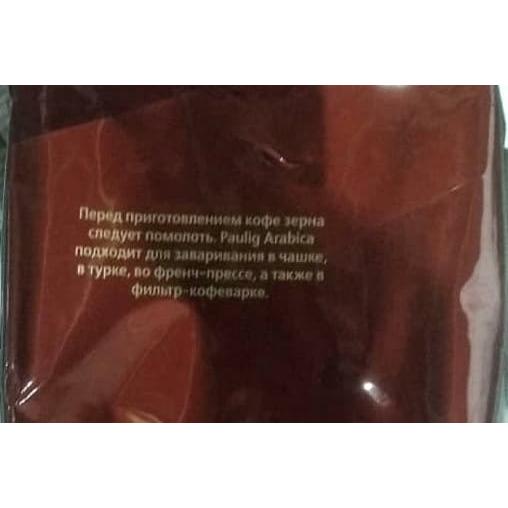 Перед приготовлением кофе зерна
следует помолоть. Paulig Arabica
подходит для заваривания в чашке,
в турке, во френч-прессе, а также в
фильтр-кофеварке.